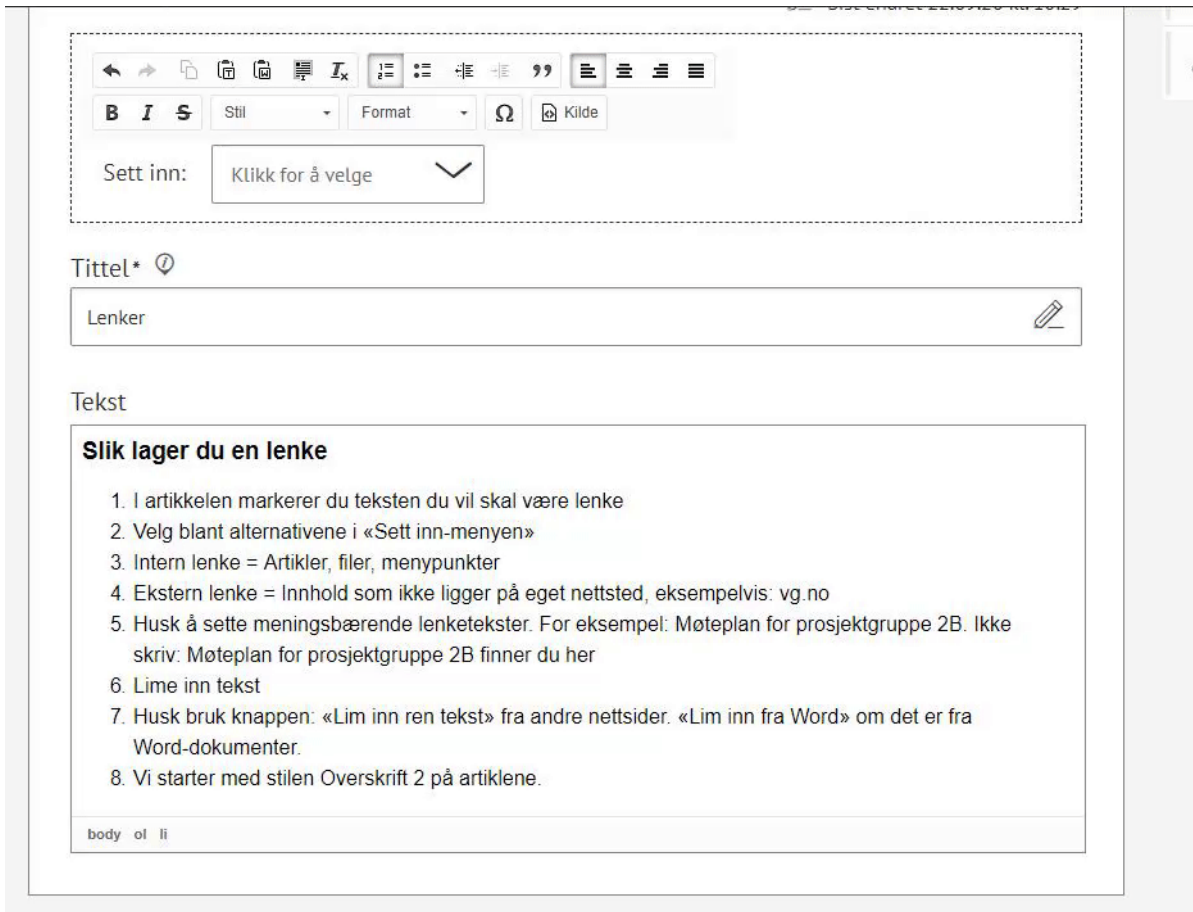 Stil
Format
Ω
Kilde
Sett inn:
Klikk for å velge
Tittel*
Lenker
Tekst
Slik lager du en lenke
1. I artikkelen markerer du teksten du vil skal være lenke
2. Velg blant alternativene i «Sett inn-menyen»
3. Intern lenke = Artikler, filer, menypunkter
4. Ekstern lenke = Innhold som ikke ligger på eget nettsted, eksempelvis: vg.no
5. Husk å sette meningsbærende lenketekster. For eksempel: Møteplan for prosjektgruppe 2B. Ikke
skriv: Møteplan for prosjektgruppe 2B finner du her
6. Lime inn tekst
7. Husk bruk knappen: «Lim inn ren tekst» fra andre nettsider. «Lim inn fra Word» om det er fra
Word-dokumenter.
8. Vi starter med stilen Overskrift 2 på artiklene.
body ol li